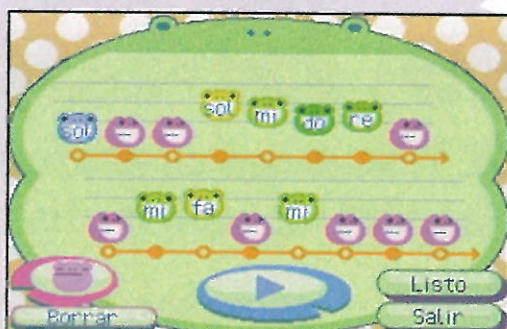 sol mi do re
sol
mi fa mi
Listo
Borrar
Salir